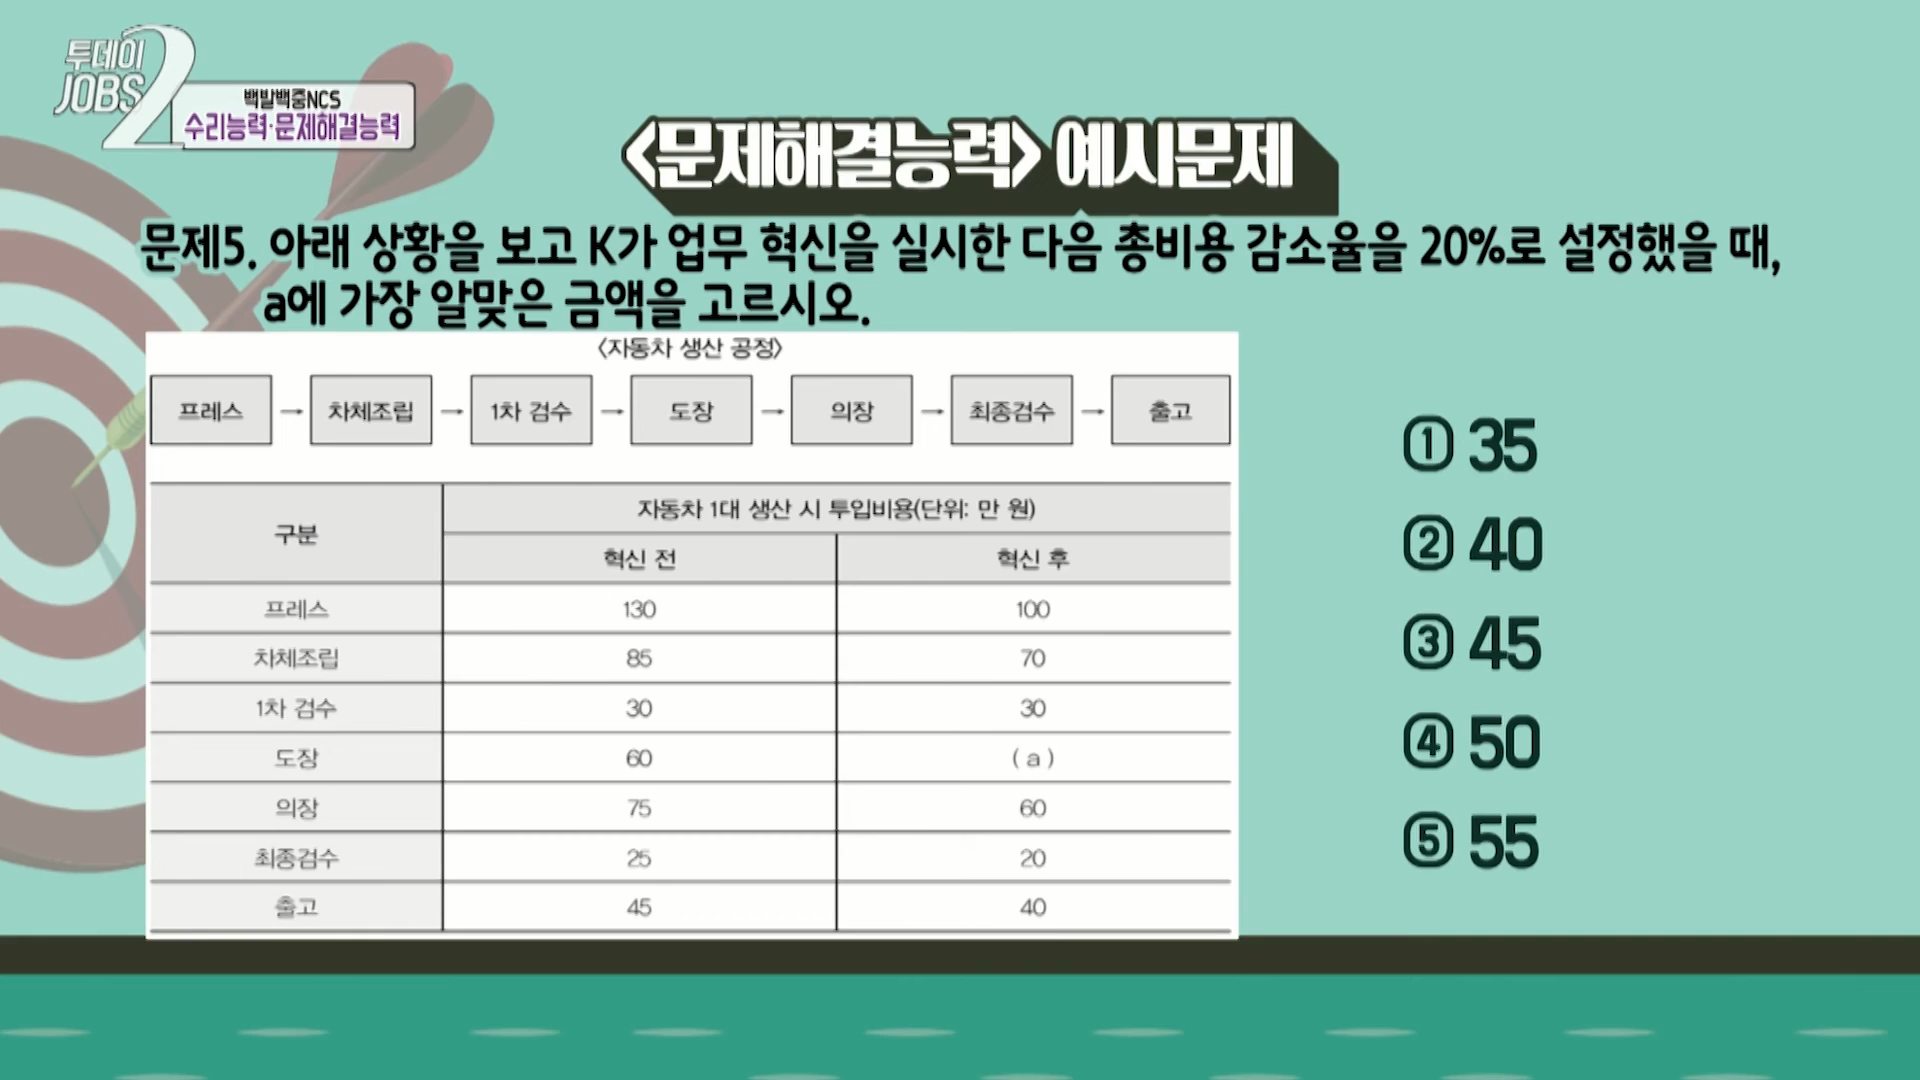 투데이
JOBS 2
백발백중NCS
수리능력·문제해결능력
<문제해결능력> 예시문제
문제5. 아래 상황을 보고 K가 업무 혁신을 실시한 다음 총비용 감소율을 20%로 설정했을 때,
a에 가장 알맞은 금액을 고르시오.
<자동차 생산 공정>
프레스 → 차체조립 → 1차 검수 → 도장 → 의장 → 최종검수 → 출고
구분 자동차 1대 생산 시 투입비용(단위: 만 원)
혁신 전 혁신 후
프레스 130 100
차체조립 85 70
1차 검수 30 30
도장 60 ( a )
의장 75 60
최종검수 25 20
출고 45 40
① 35
② 40
③ 45
④ 50
⑤ 55